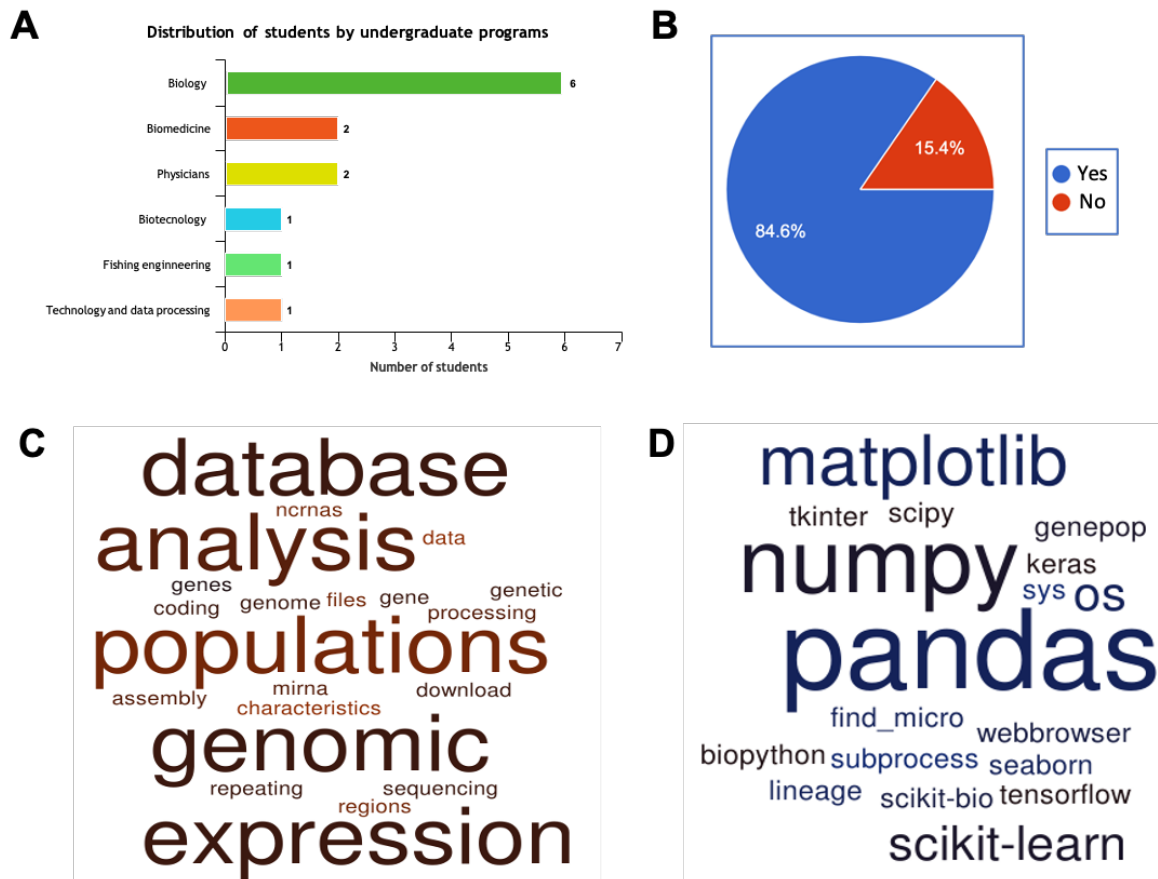 A
Distribution of students by undergraduate programs
Biology
6
Biomedicine
2
Physicians
2
Biotecnology
1
Fishing enginneering
1
Technology and data processing
1
0 1 2 3 4 5 6 7
Number of students
B
15.4%
84.6%
Yes
No
C
database
ncrnas
analysis data
genes genetic
coding genome files gene processing
populations
assembly mirna download
characteristics
genomic
repeating sequencing
regions
expression
D
matplotlib
tkinter scipy genepop
numpy keras
sys os
pandas
find_micro webbrowser
biopython subprocess seaborn
lineage scikit-bio tensorflow
scikit-learn